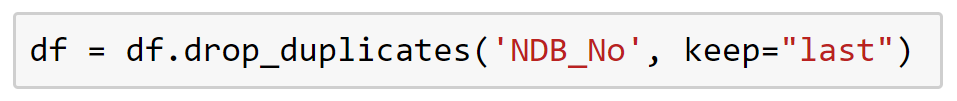 df = df.drop_duplicates('NDB_No', keep="last")